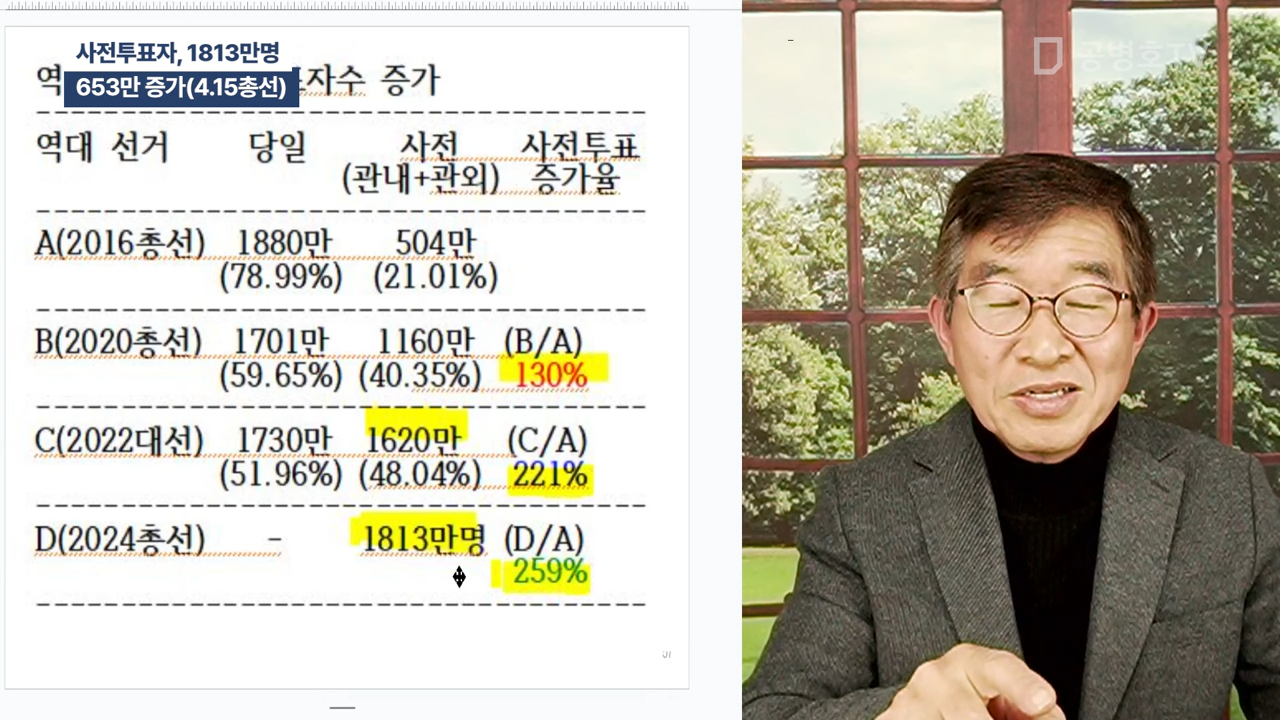 사전투표자, 1813만명
653만 증가(4.15총선)
역 자수 증가
역대 선거 당일 사전 사전투표
(관내+관외) 증가율
A(2016총선) 1880만 504만
(78.99%) (21.01%)
B(2020총선) 1701만 1160만 (B/A)
(59.65%) (40.35%) 130%
C(2022대선) 1730만 1620만 (C/A)
(51.96%) (48.04%) 221%
D(2024총선) - 1813만명 (D/A)
259%
공병호TV